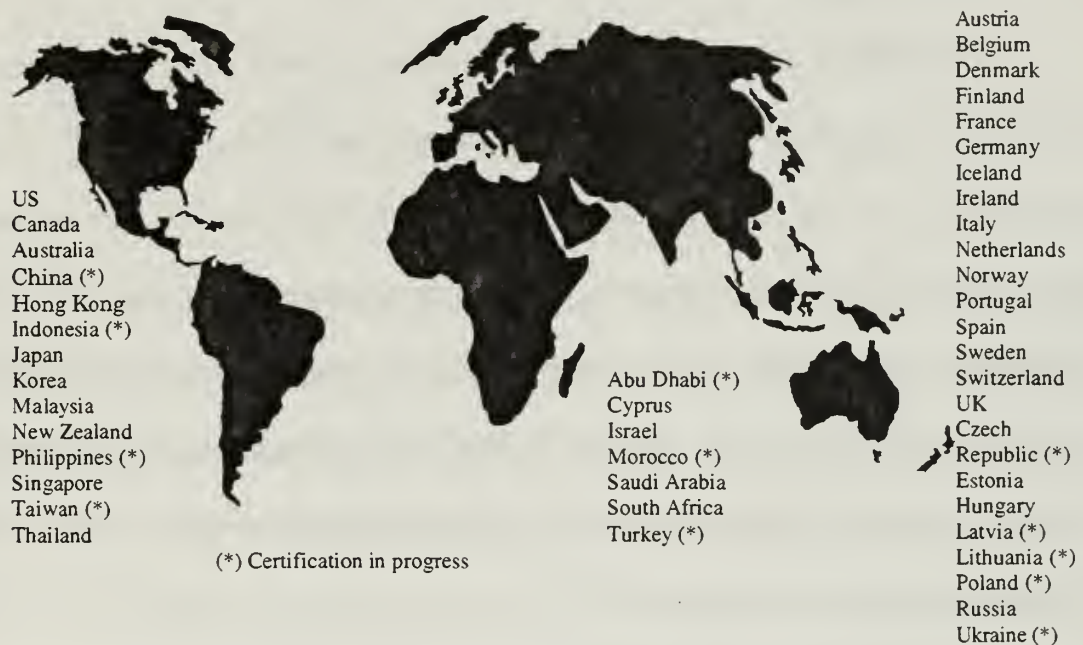 US
Canada
Australia
China (*)
Hong Kong
Indonesia (*)
Japan
Korea
Malaysia
New Zealand
Philippines (*)
Singapore
Taiwan (*)
Thailand
(*) Certification in progress
Abu Dhabi (*)
Cyprus
Israel
Morocco (*)
Saudi Arabia
South Africa
Turkey (*)
Austria
Belgium
Denmark
Finland
France
Germany
Iceland
Ireland
Italy
Netherlands
Norway
Portugal
Spain
Sweden
Switzerland
UK
Czech
Republic (*)
Estonia
Hungary
Latvia (*)
Lithuania (*)
Poland (*)
Russia
Ukraine (*)